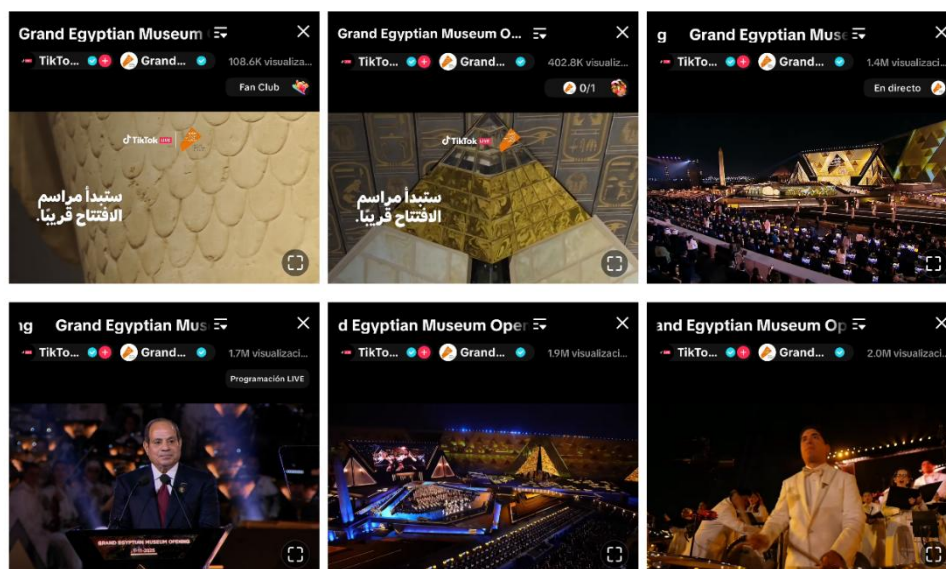 Grand Egyptian Museum
TikTo... Grand... 108.6K visualiza...
Fan Club
TikTok LIVE
ستبدأ مراسم
الافتتاح قريبًا.
Grand Egyptian Museum O...
TikTo... Grand... 402.8K visualiz...
0/1
TikTok LIVE
ستبدأ مراسم
الافتتاح قريبًا.
g Grand Egyptian Muse
TikTo... Grand... 1.4M visualizaci...
En directo
ng Grand Egyptian Mus
TikTo... Grand... 1.7M visualizaci...
Programación LIVE
GRAND EGYPTIAN MUSEUM OPENING
d Egyptian Museum Oper
TikTo... Grand... 1.9M visualizaci...
and Egyptian Museum Op
TikTo... Grand... 2.0M visualizaci...